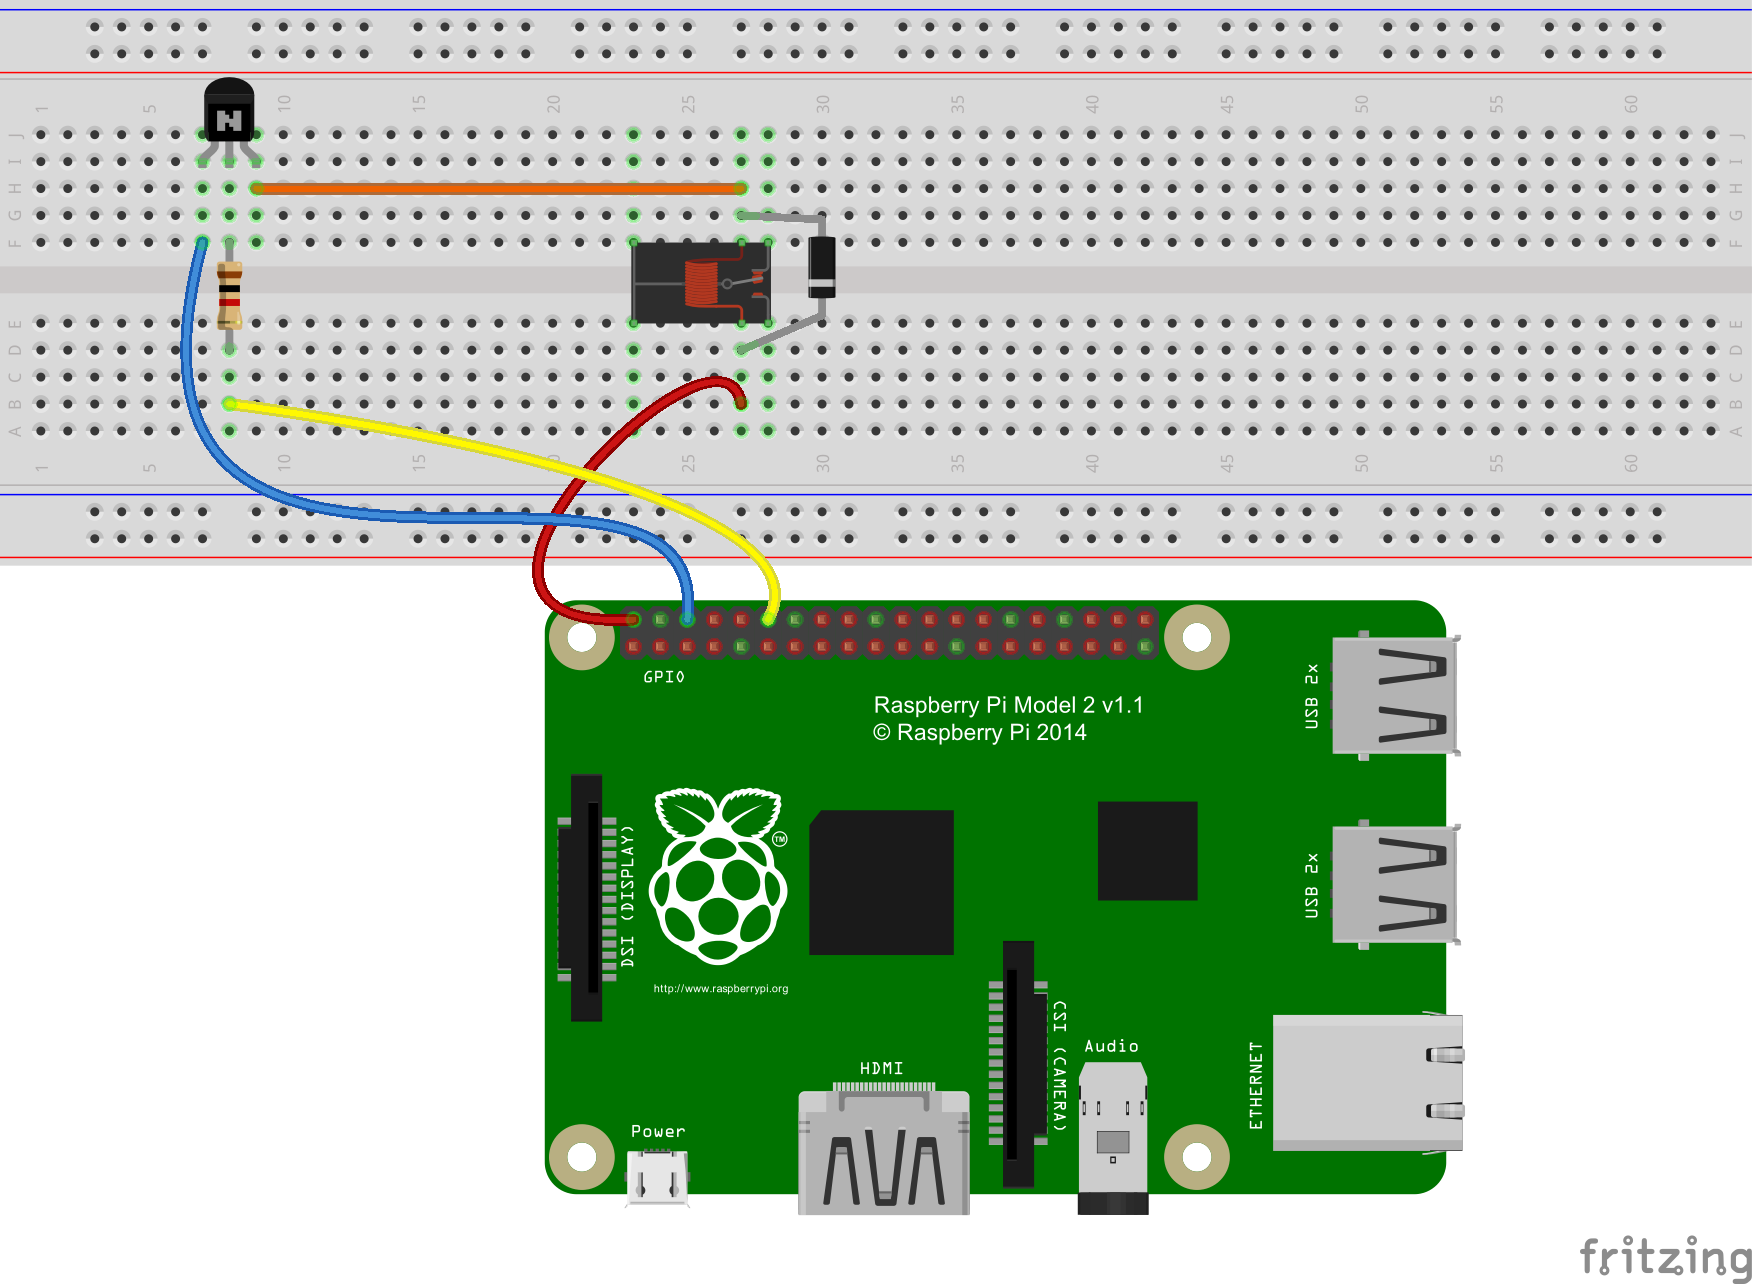 1 5 10 15 20 25 30 35 40 45 50 55 60
J J
I I
H H
G G
F F
E E
D D
C C
B B
A A
1 5 10 15 20 25 30 35 40 45 50 55 60
N
GPIO
Raspberry Pi Model 2 v1.1
© Raspberry Pi 2014
USB 2x
DSI (DISPLAY)
TM
USB 2x
http://www.raspberrypi.org
CSI (CAMERA)
Audio
ETHERNET
HDMI
Power
fritzing